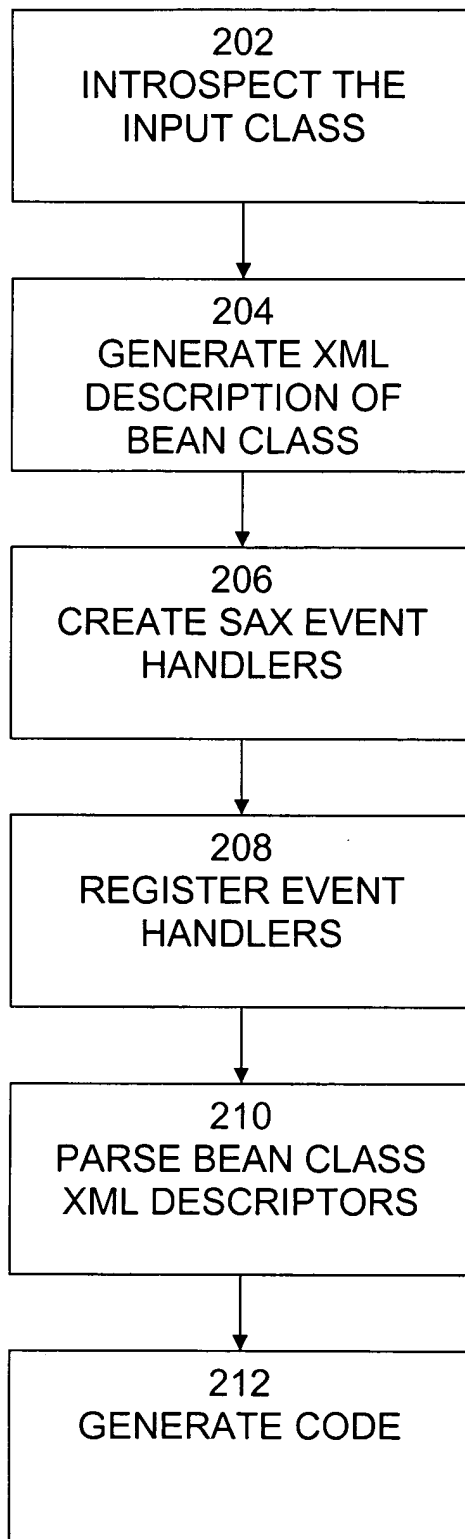 202
INTROSPECT THE
INPUT CLASS
204
GENERATE XML
DESCRIPTION OF
BEAN CLASS
206
CREATE SAX EVENT
HANDLERS
208
REGISTER EVENT
HANDLERS
210
PARSE BEAN CLASS
XML DESCRIPTORS
212
GENERATE CODE